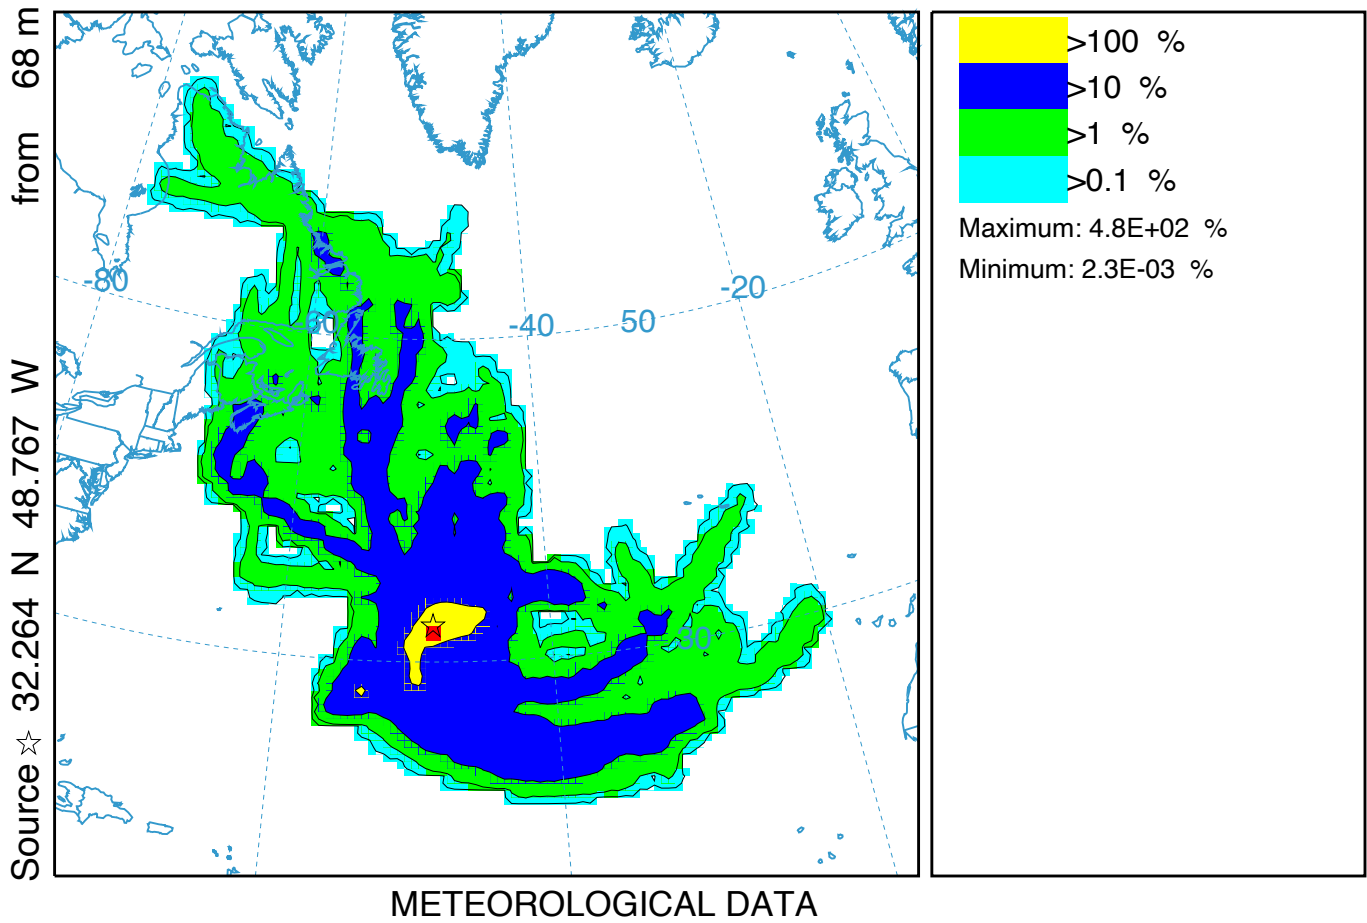 Source ☆ 32.264 N 48.767 W from 68 m
-80
60
-40
50
-20
30
METEOROLOGICAL DATA
>100 %
>10 %
>1 %
>0.1 %
Maximum: 4.8E+02 %
Minimum: 2.3E-03 %